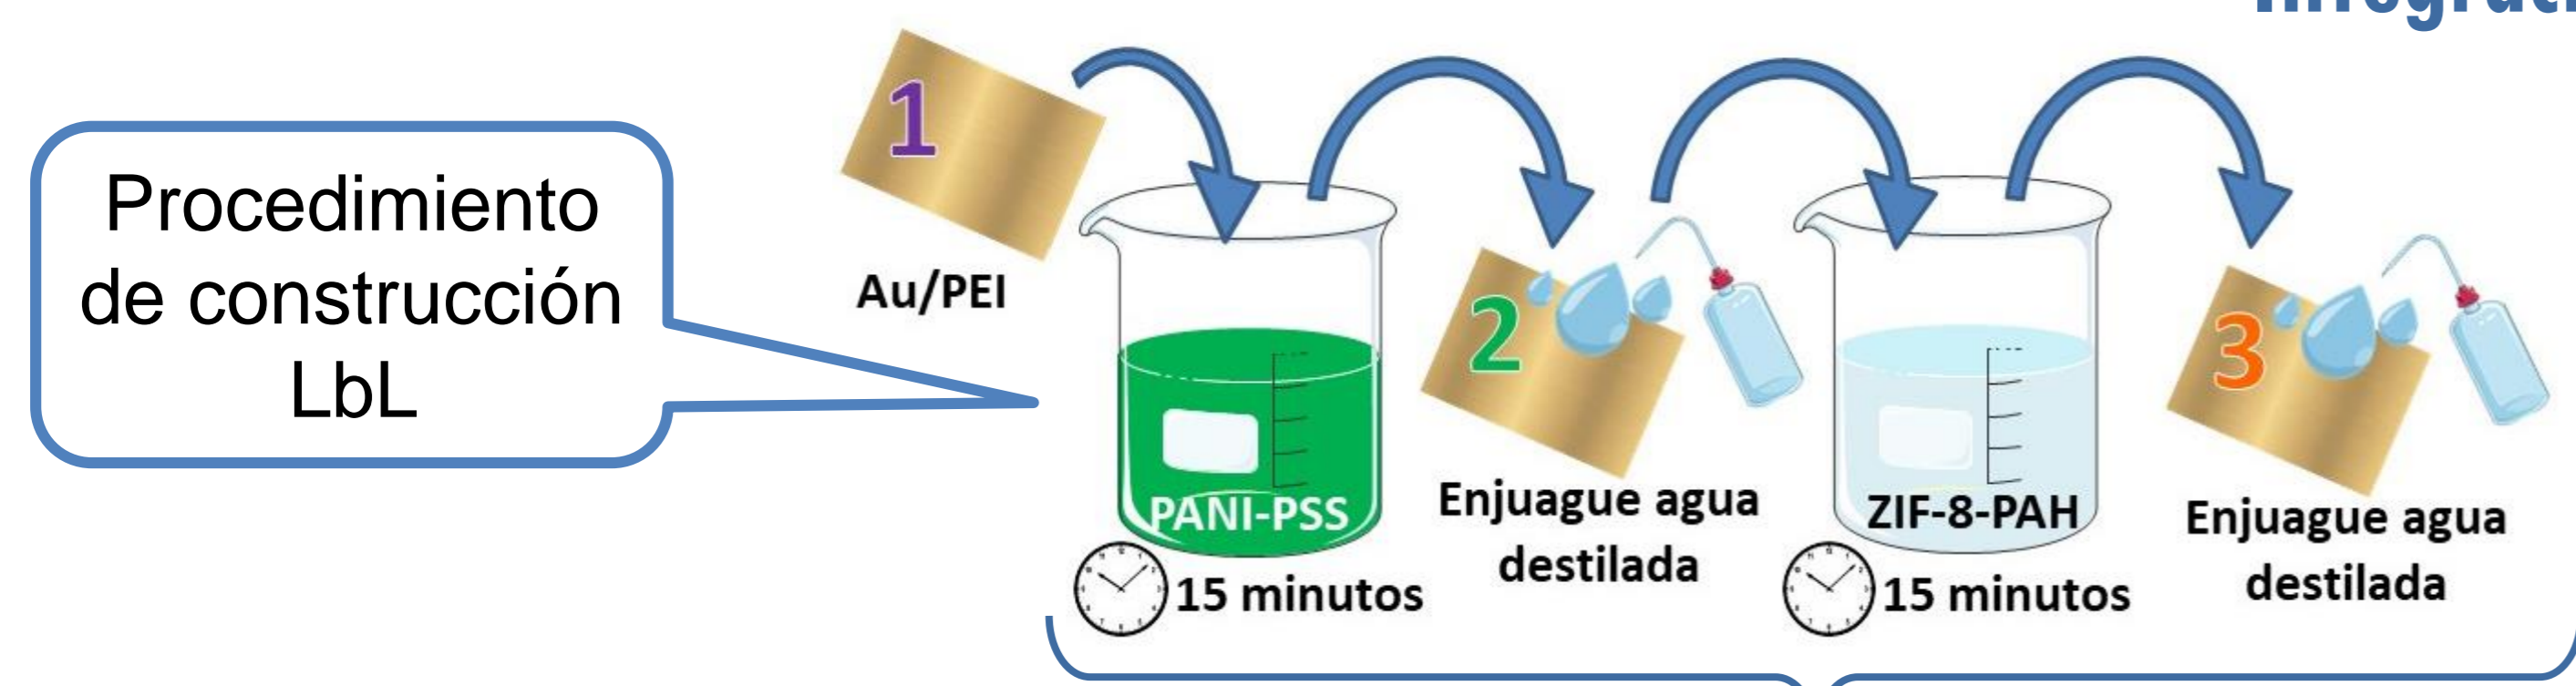 Procedimiento
de construcción
LbL
1
Au/PEI
PANI-PSS
15 minutos
2
Enjuague agua
destilada
ZIF-8-PAH
15 minutos
3
Enjuague agua
destilada